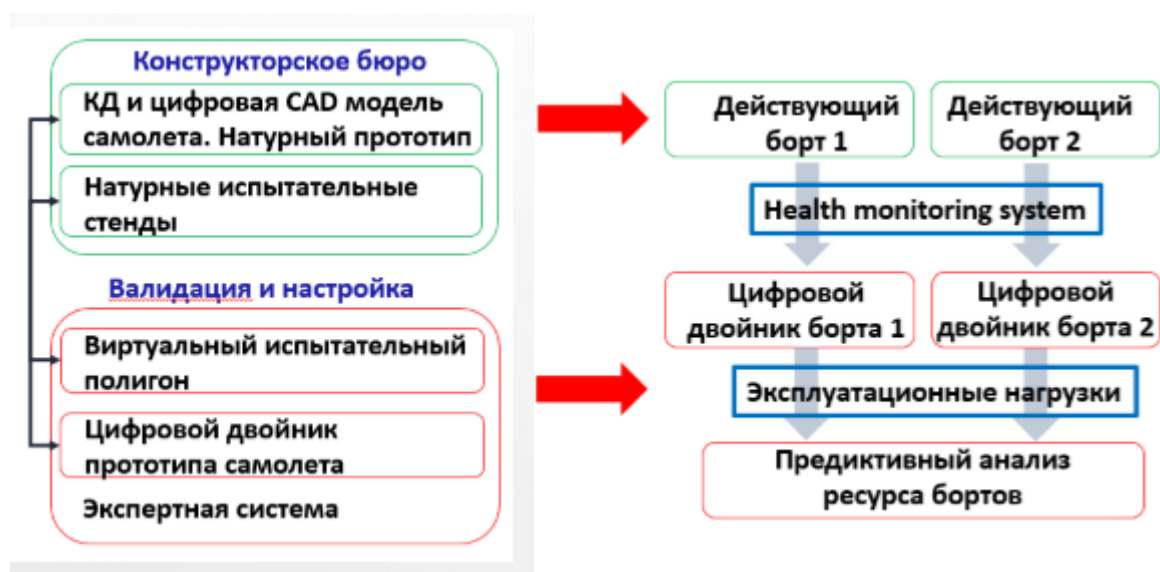 Конструкторское бюро
КД и цифровая CAD модель
самолета. Натурный прототип
Натурные испытательные
стенды
Валидация и настройка
Виртуальный испытательный
полигон
Цифровой двойник
прототипа самолета
Экспертная система
Действующий
борт 1
Действующий
борт 2
Health monitoring system
Цифровой
двойник борта 1
Цифровой
двойник борта 2
Эксплуатационные нагрузки
Предиктивный анализ
ресурса бортов